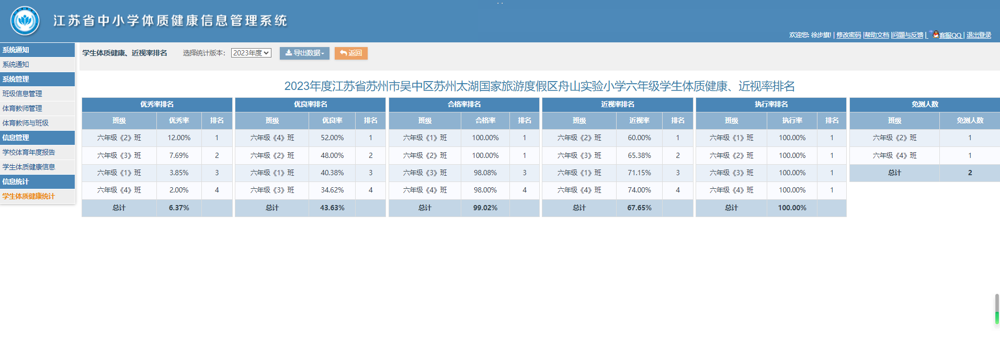 江苏省中小学体质健康信息管理系统
欢迎您: 徐步旗! | 修改密码 |帮助文档 |问题与反馈 | 客服QQ | 退出登录
系统通知
系统通知
系统管理
班级信息管理
体育教师管理
体育教师与班级
信息管理
学校体育年度报告
学生体质健康信息
信息统计
学生体质健康统计
学生体质健康、近视率排名 选择统计版本: 2023年度 导出数据 返回
2023年度江苏省苏州市吴中区苏州太湖国家旅游度假区舟山实验小学六年级学生体质健康、近视率排名
优秀率排名
班级 优秀率 排名
六年级《2》班 12.00% 1
六年级《3》班 7.69% 2
六年级《1》班 3.85% 3
六年级《4》班 2.00% 4
总计 6.37%
优良率排名
班级 优良率 排名
六年级《4》班 52.00% 1
六年级《2》班 48.00% 2
六年级《1》班 40.38% 3
六年级《3》班 34.62% 4
总计 43.63%
合格率排名
班级 合格率 排名
六年级《1》班 100.00% 1
六年级《2》班 100.00% 1
六年级《3》班 98.08% 3
六年级《4》班 98.00% 4
总计 99.02%
近视率排名
班级 近视率 排名
六年级《2》班 60.00% 1
六年级《3》班 65.38% 2
六年级《1》班 71.15% 3
六年级《4》班 74.00% 4
总计 67.65%
执行率排名
班级 执行率 排名
六年级《1》班 100.00% 1
六年级《2》班 100.00% 1
六年级《3》班 100.00% 1
六年级《4》班 100.00% 1
总计 100.00%
免测人数
班级 免测人数
六年级《2》班 1
六年级《4》班 1
总计 2